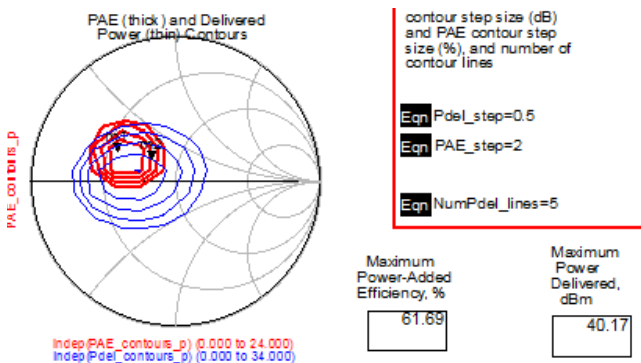 PAE (thick) and Delivered
Power (thin) Contours
PAE_contours_p
Indep(PAE_contours_p) (0.000 to 24.000)
Indep(Pdel_contours_p) (0.000 to 34.000)
contour step size (dB)
and PAE contour step
size (%), and number of
contour lines
Eqn Pdel_step=0.5
Eqn PAE_step=2
Eqn NumPdel_lines=5
Maximum
Power-Added
Efficiency, %
61.69
Maximum
Power
Delivered,
dBm
40.17